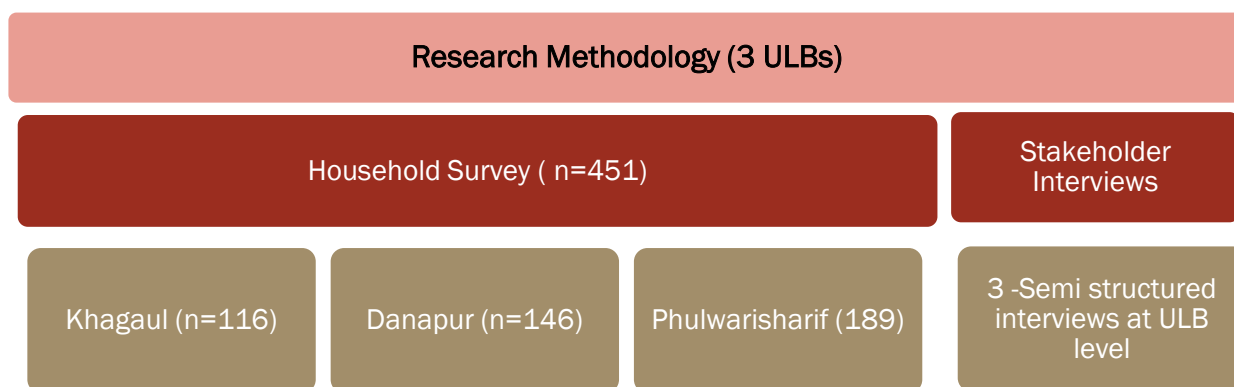 Research Methodology (3 ULBs)
Household Survey ( n=451)
Stakeholder
Interviews
Khagaul (n=116)
Danapur (n=146)
Phulwarisharif (189)
3 -Semi structured
interviews at ULB
level